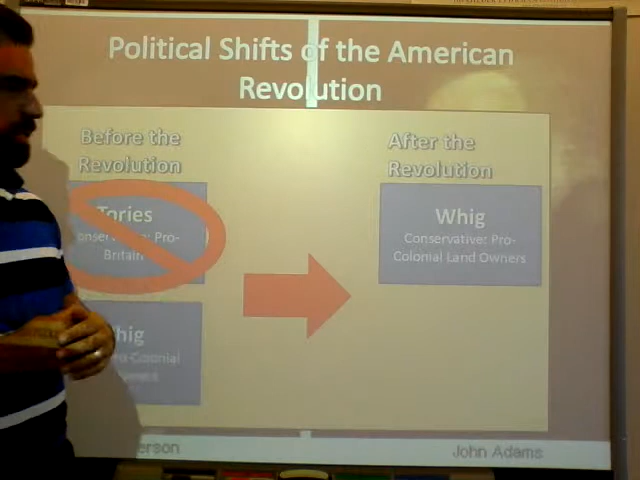 Political Shifts of the American
Revolution
Before the
Revolution
After the
Revolution
Tories
Pro-
Britain
Whig
Conservative: Pro-
Colonial Land Owners
John Adams